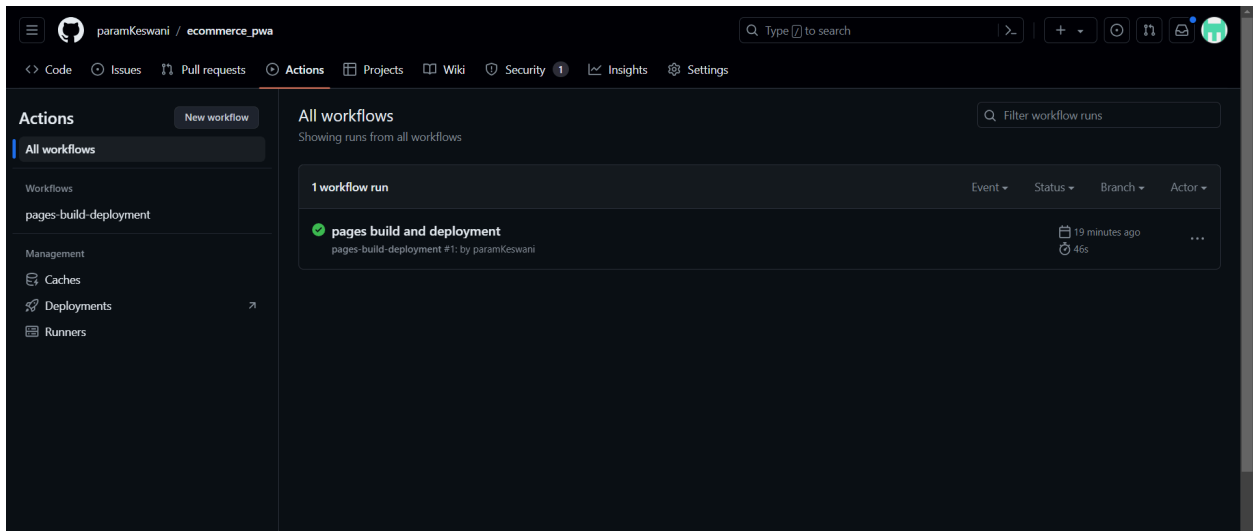 paramKeswani / ecommerce_pwa
Type / to search
Code Issues Pull requests Actions Projects Wiki Security 1 Insights Settings
Actions
New workflow
All workflows
Workflows
pages-build-deployment
Management
Caches
Deployments
Runners
All workflows
Showing runs from all workflows
Filter workflow runs
1 workflow run
Event Status Branch Actor
pages build and deployment
pages-build-deployment #1: by paramKeswani
19 minutes ago
46s